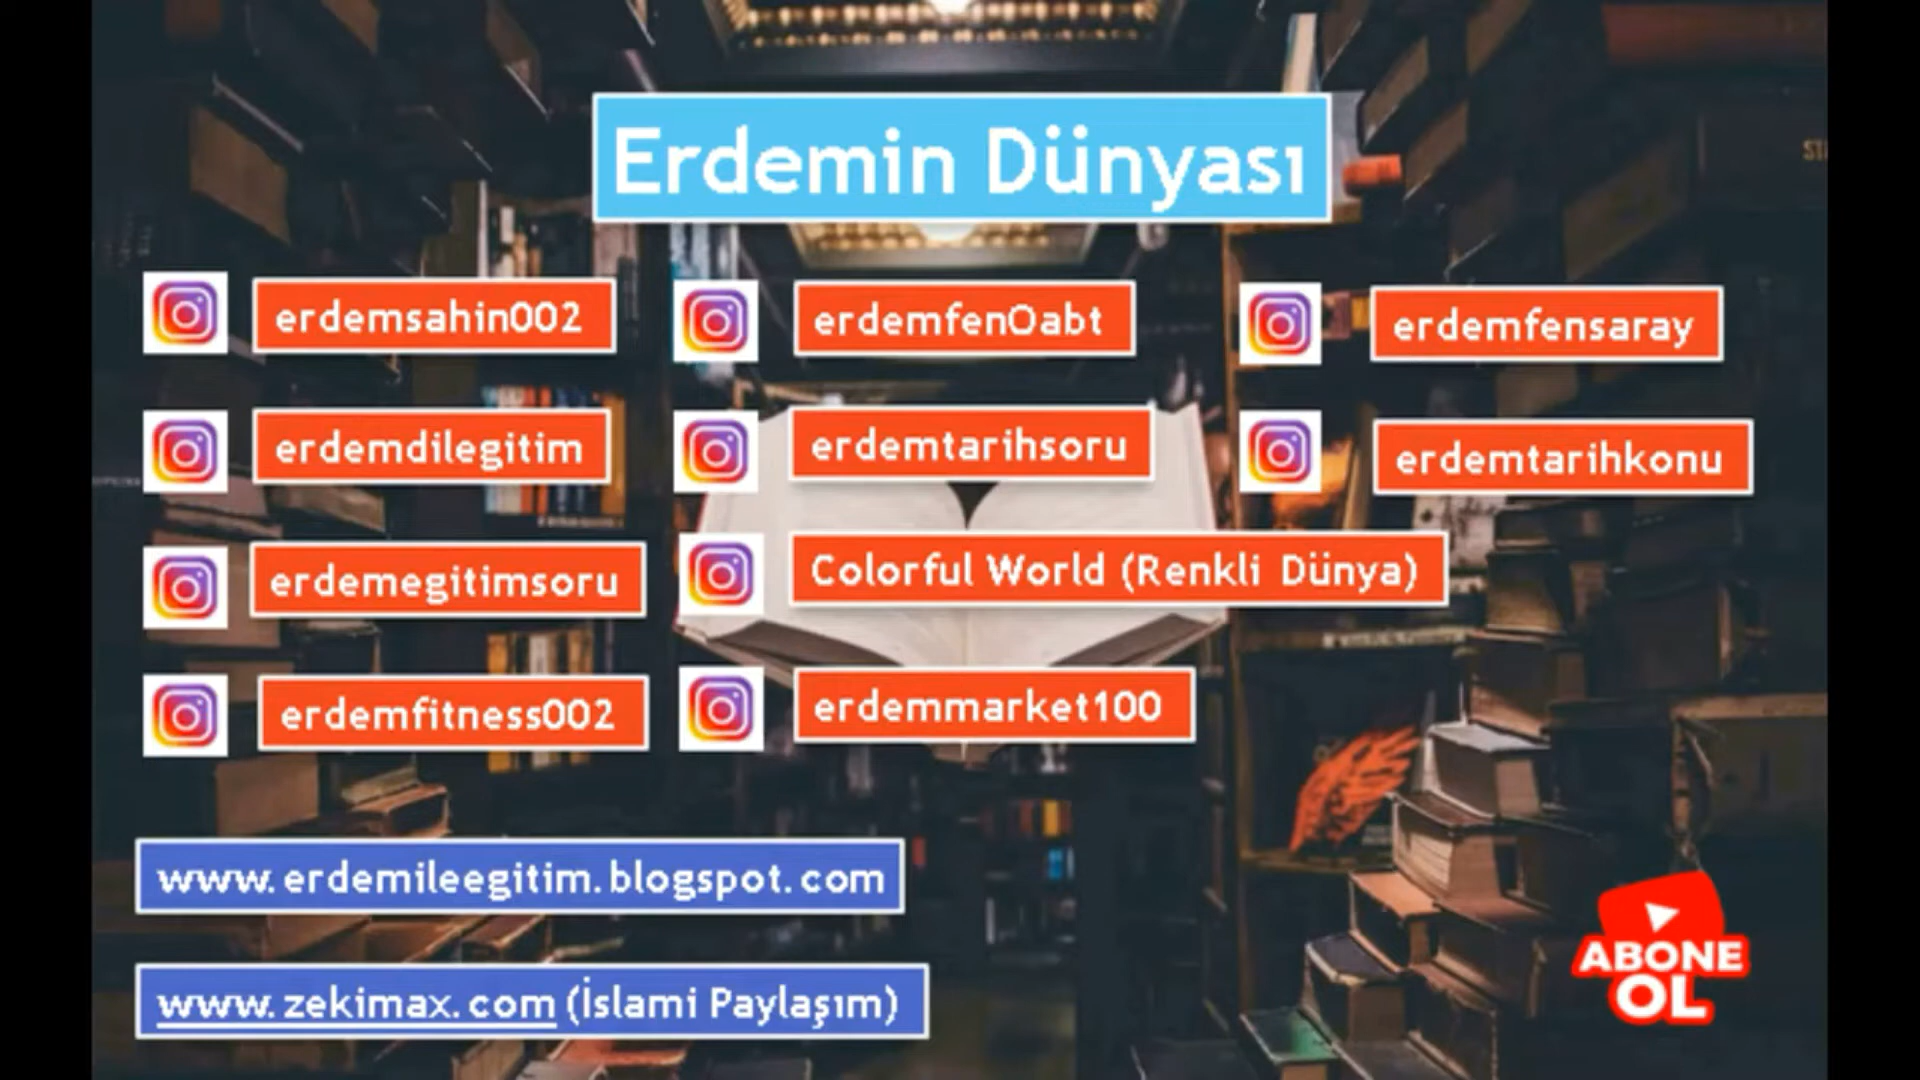 Erdemin Dünyası
erdemsahin002
erdemfen0abt
erdemfensaray
erdemdilegitim
erdemtarihsoru
erdemtarihkonu
erdemegitimsoru
Colorful World (Renkli Dünya)
erdemfitness002
erdemmarket100
www.erdemileegitim.blogspot.com
www.zekimax.com (İslami Paylaşım)
ABONE
OL